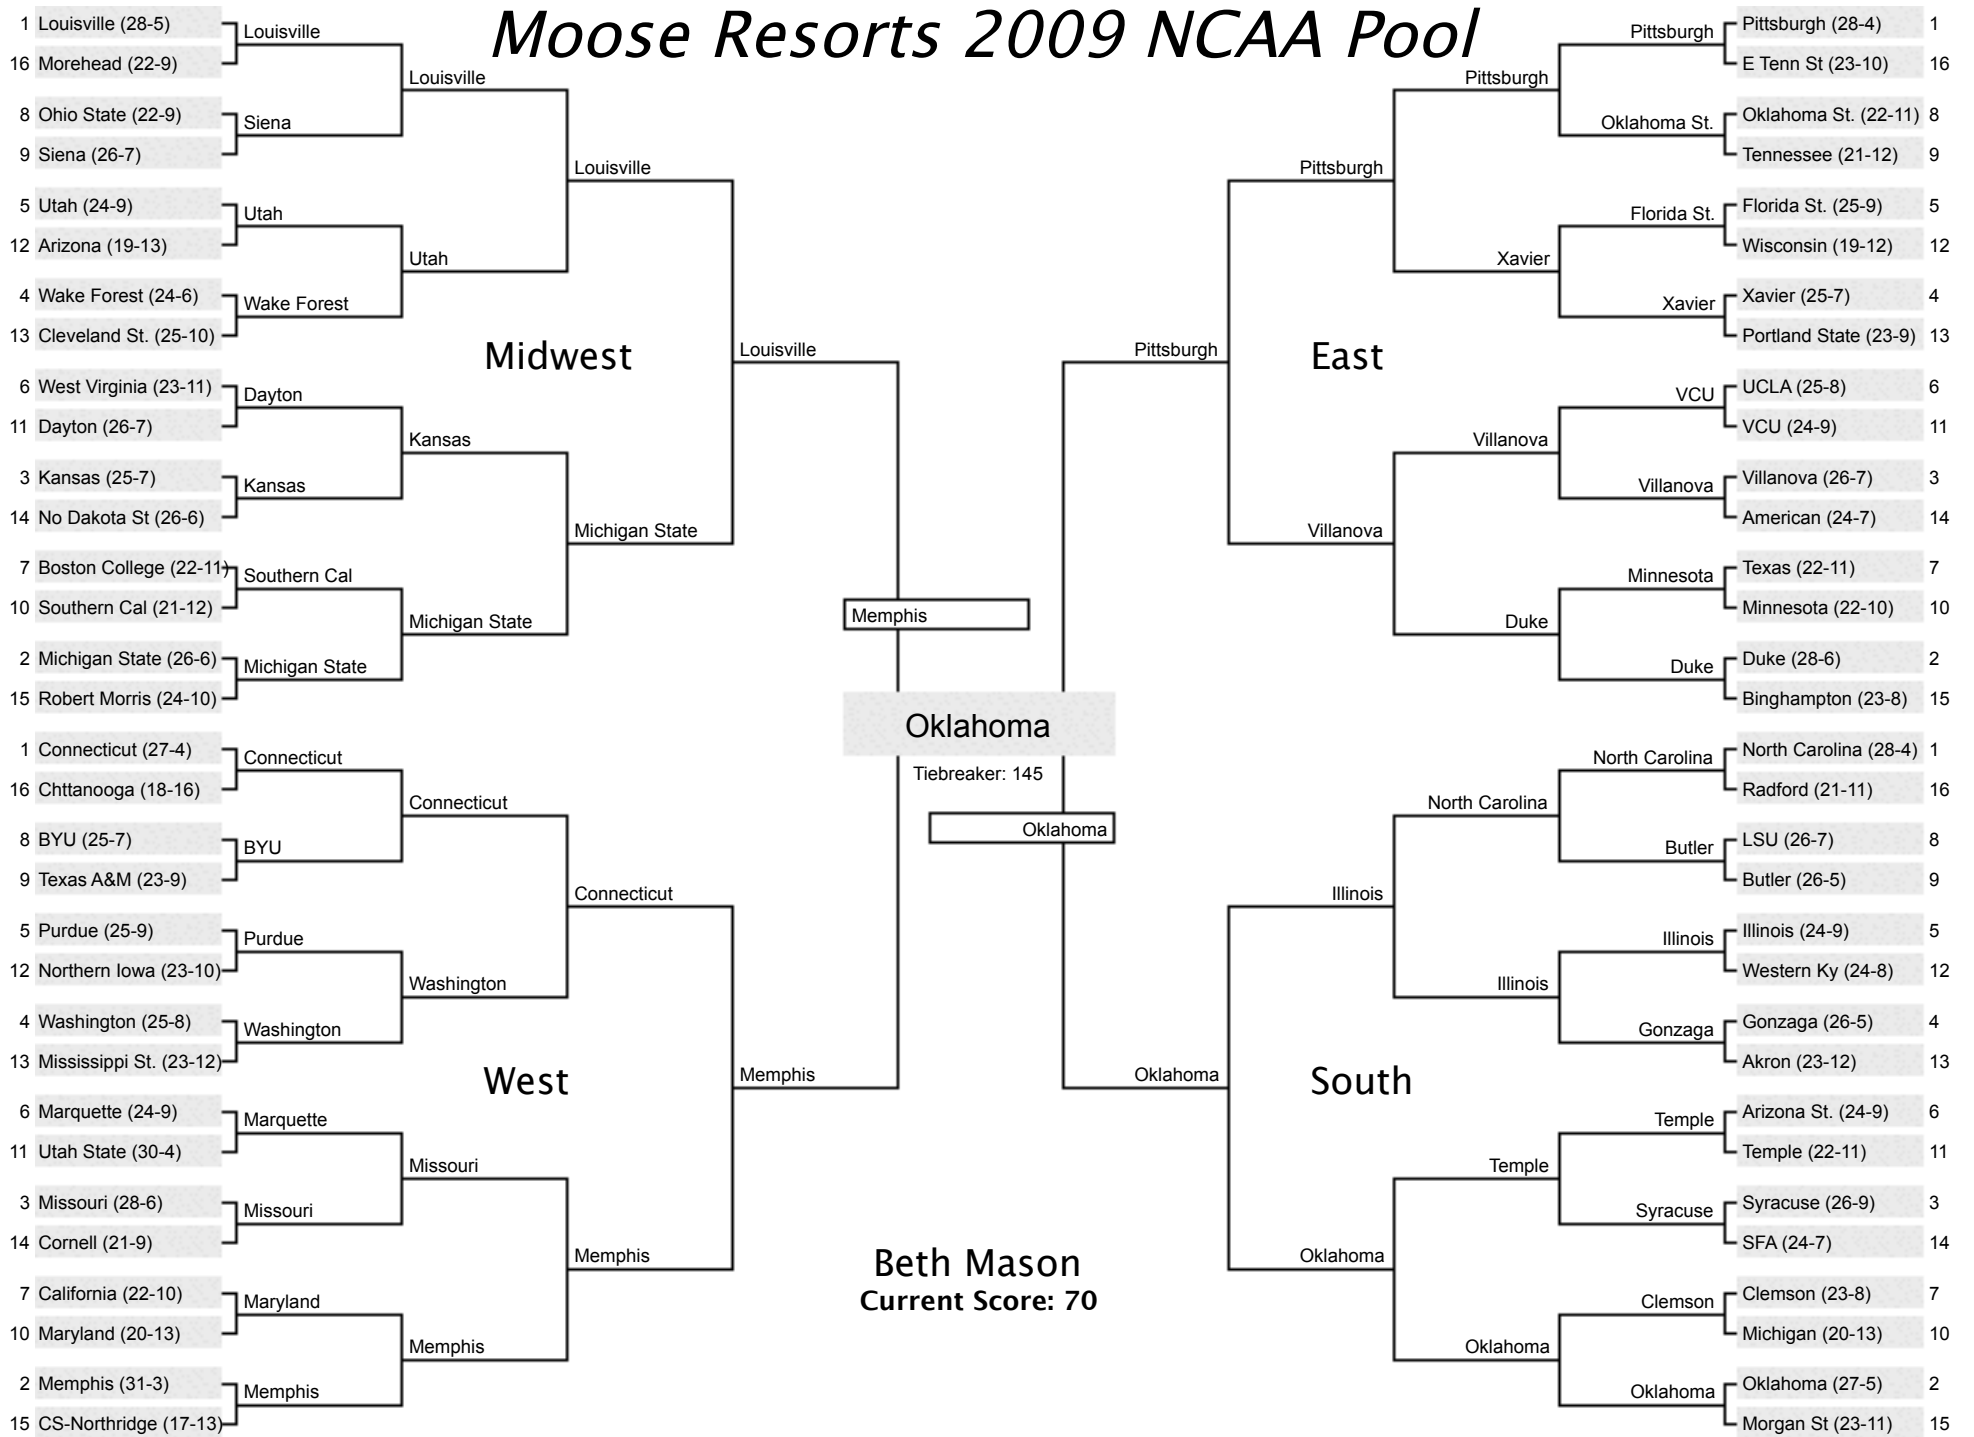 Moose Resorts 2009 NCAA Pool
1 Louisville (28-5)
16 Morehead (22-9)
8 Ohio State (22-9)
9 Siena (26-7)
5 Utah (24-9)
12 Arizona (19-13)
4 Wake Forest (24-6)
13 Cleveland St. (25-10)
6 West Virginia (23-11)
11 Dayton (26-7)
3 Kansas (25-7)
14 No Dakota St (26-6)
7 Boston College (22-11)
10 Southern Cal (21-12)
2 Michigan State (26-6)
15 Robert Morris (24-10)
Louisville
Siena
Utah
Wake Forest
Dayton
Kansas
Southern Cal
Michigan State
Louisville
Utah
Kansas
Michigan State
Louisville
Michigan State
Louisville
Midwest
1 Connecticut (27-4)
16 Chttanooga (18-16)
8 BYU (25-7)
9 Texas A&M (23-9)
5 Purdue (25-9)
12 Northern Iowa (23-10)
4 Washington (25-8)
13 Mississippi St. (23-12)
6 Marquette (24-9)
11 Utah State (30-4)
3 Missouri (28-6)
14 Cornell (21-9)
7 California (22-10)
10 Maryland (20-13)
2 Memphis (31-3)
15 CS-Northridge (17-13)
Connecticut
BYU
Purdue
Washington
Marquette
Missouri
Maryland
Memphis
Connecticut
Washington
Missouri
Memphis
Connecticut
Memphis
Memphis
West
Memphis
Oklahoma
Tiebreaker: 145
Oklahoma
Beth Mason
Current Score: 70
Pittsburgh (28-4) 1
E Tenn St (23-10) 16
Oklahoma St. (22-11) 8
Tennessee (21-12) 9
Florida St. (25-9) 5
Wisconsin (19-12) 12
Xavier (25-7) 4
Portland State (23-9) 13
UCLA (25-8) 6
VCU (24-9) 11
Villanova (26-7) 3
American (24-7) 14
Texas (22-11) 7
Minnesota (22-10) 10
Duke (28-6) 2
Binghampton (23-8) 15
Pittsburgh
Oklahoma St.
Florida St.
Xavier
VCU
Villanova
Minnesota
Duke
Pittsburgh
Xavier
Villanova
Duke
Pittsburgh
Villanova
Pittsburgh
East
North Carolina (28-4) 1
Radford (21-11) 16
LSU (26-7) 8
Butler (26-5) 9
Illinois (24-9) 5
Western Ky (24-8) 12
Gonzaga (26-5) 4
Akron (23-12) 13
Arizona St. (24-9) 6
Temple (22-11) 11
Syracuse (26-9) 3
SFA (24-7) 14
Clemson (23-8) 7
Michigan (20-13) 10
Oklahoma (27-5) 2
Morgan St (23-11) 15
North Carolina
Butler
Illinois
Gonzaga
Temple
Syracuse
Clemson
Oklahoma
North Carolina
Illinois
Temple
Oklahoma
Illinois
Oklahoma
Oklahoma
South